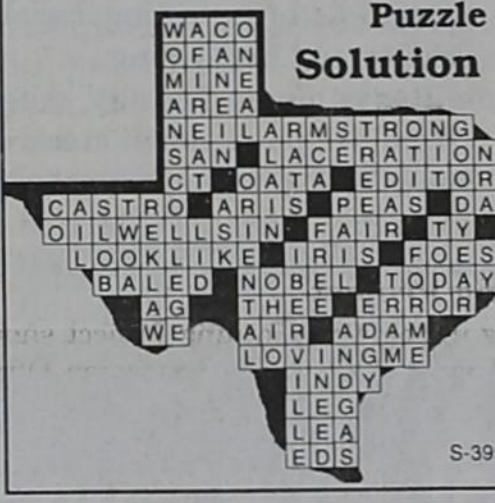 Puzzle
Solution
WACO
OFAN
MINE
AREA
NEILARMSTRONG
SAN LACERATION
CT OATA EDITOR
CASTRO ARIS PEAS DA
OILWELLSIN FAIR TY
LOOKLIKE IRIS FOES
BALED NOBEL TODAY
AG THEE ERROR
WE AIR ADAM
LOVINGME
INDY
LEG
LEA
EDS
S-39